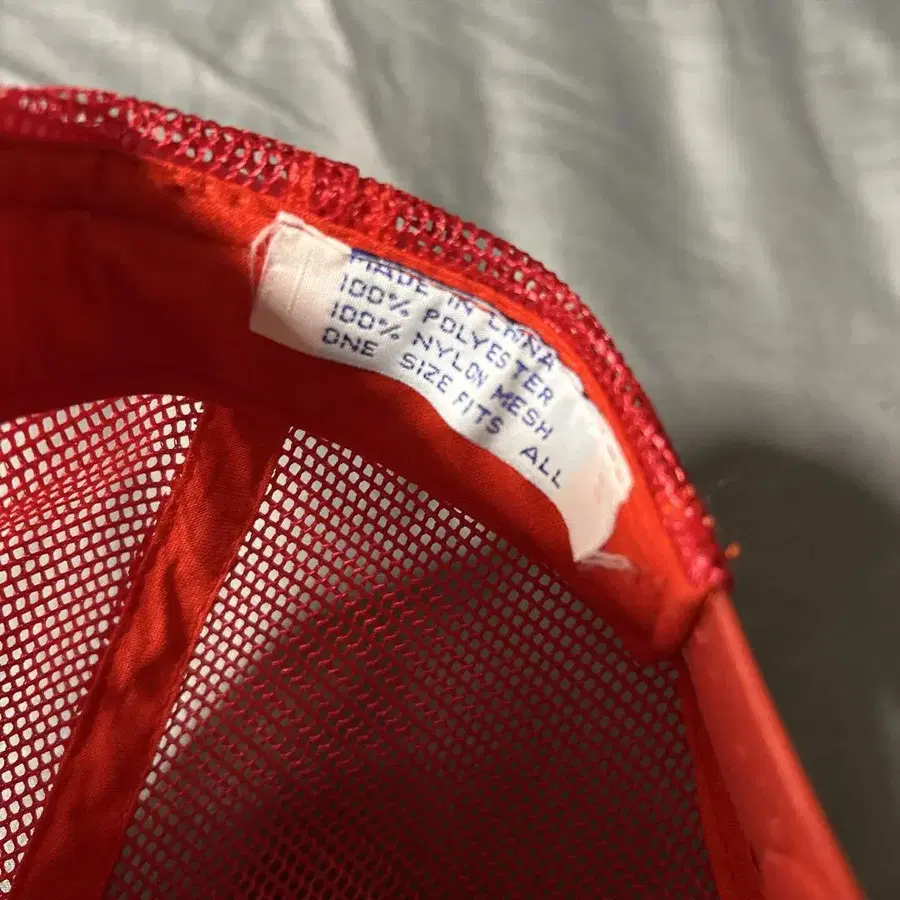 MADE IN CHINA
100% POLYESTER
100% NYLON MESH
ONE SIZE FITS ALL